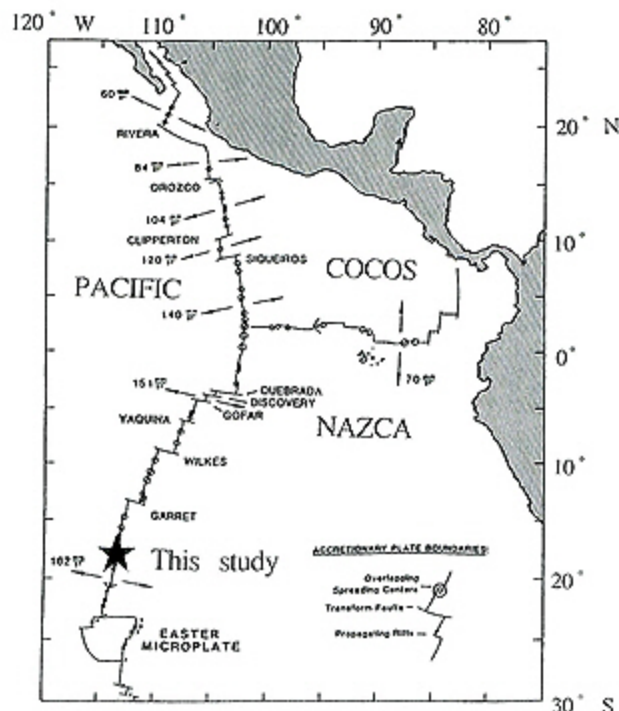 120° W 110° 100° 90° 80°
60
RIVERA
20° N
84
OROZCO
104
CLIPPERTON
10°
120
SIQUEIROS
COCOS
PACIFIC
140
0°
70
151
QUEBRADA
DISCOVERY
GOFAR
NAZCA
YAQUINA
WILKES
10°
GARRET
This study
ACCRETIONARY PLATE BOUNDARIES:
162
Overlapping
Spreading Centers
20°
Transform Faults
Propagating Rifts
EASTER
MICROPLATE
30° S